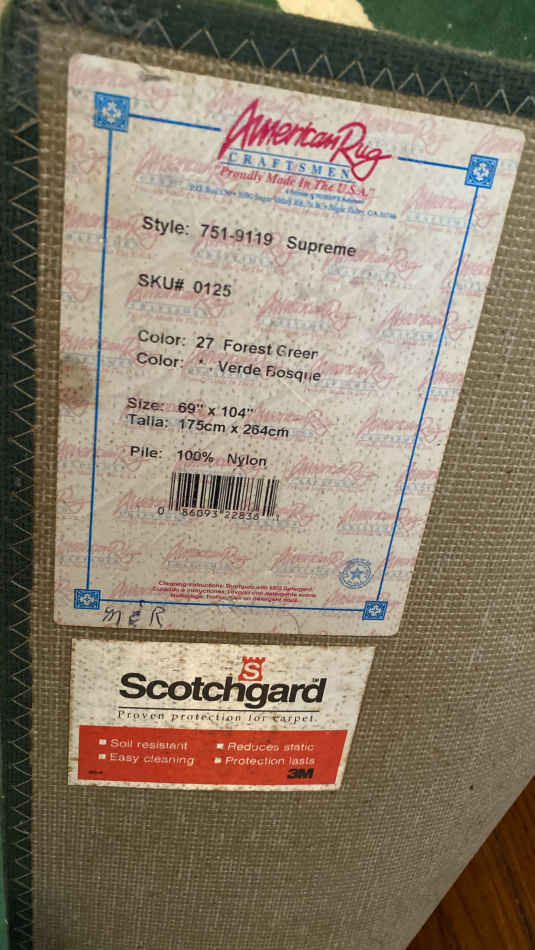 American Rug
CRAFTSMEN
Proudly Made In The U.S.A.
Style: 751-9119 Supreme
SKU# 0125
Color: 27 Forest Green
Color: Verde Bosque
Size: 69" x 104"
Talla: 175cm x 264cm
Pile: 100% Nylon
0 86093 22836
M & R
S
Scotchgard™
Proven protection for carpet.
Soil resistant
Reduces static
Easy cleaning
Protection lasts
3M